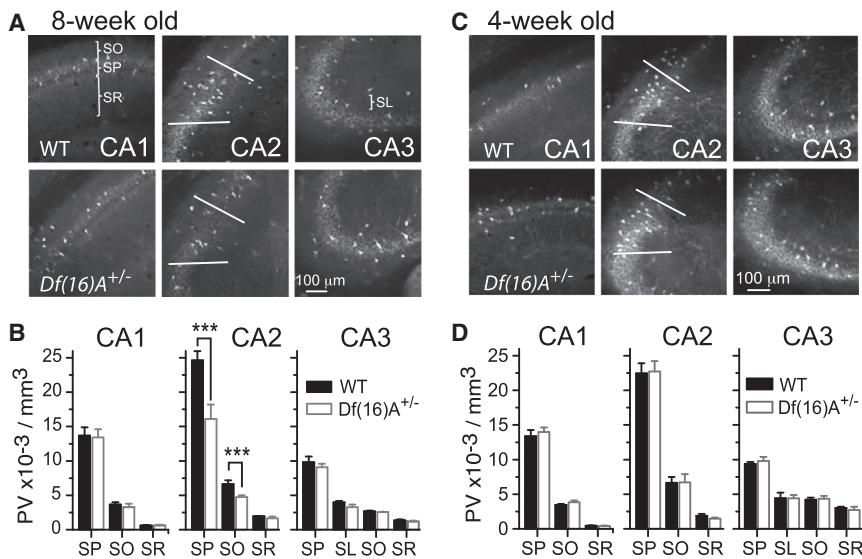 A 8-week old
SO
SP
SR
WT CA1
CA2
SL
CA3
Df(16)A+/-
100 µm
C 4-week old
WT CA1
CA2
CA3
Df(16)A+/-
100 µm
B
CA1 CA2 CA3
PV x10-3 / mm3
25
20
15
10
5
0
***
***
WT
Df(16)A+/-
SP SO SR
SP SO SR
SP SL SO SR
D
CA1 CA2 CA3
PV x10-3 / mm3
25
20
15
10
5
0
WT
Df(16)A+/-
SP SO SR
SP SO SR
SP SL SO SR